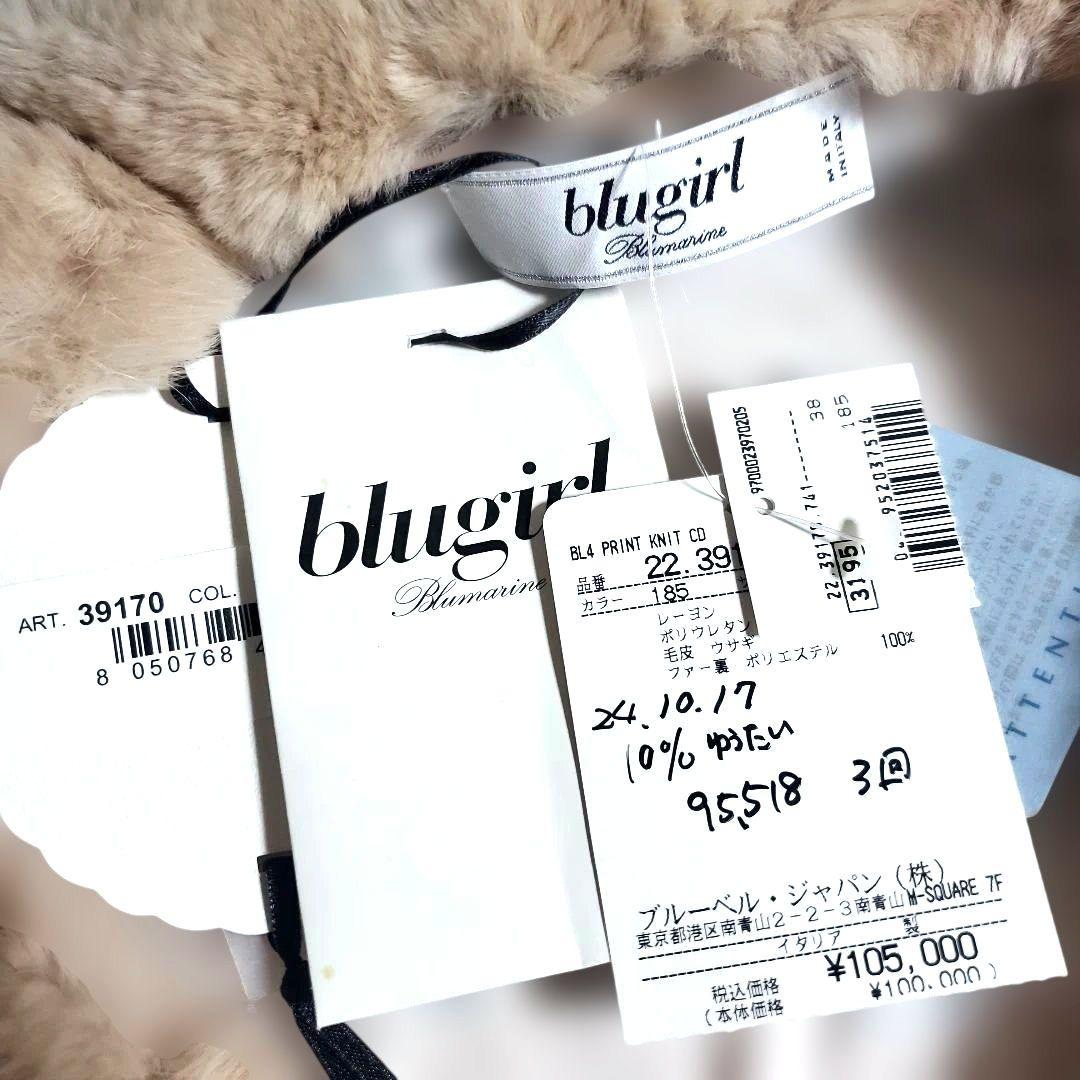 blugirl
Blumarine
MADE
IN ITALY
blugirl
Blumarine
ART. 39170 COL.
8 050768
9700023970205
38
185
3195
952037514
BL4 PRINT KNIT CD
品番 22.391
カラー 185
レーヨン
ポリウレタン
毛皮 ウサギ
ファー裏 ポリエステル 100%
24.10.17
10% ゆうたい
95,518 3回
ブルーベル・ジャパン(株)
東京都港区南青山2-2-3南青山M-SQUARE 7F
イタリア 製
税込価格 ¥105,000
(本体価格 ¥100,000)